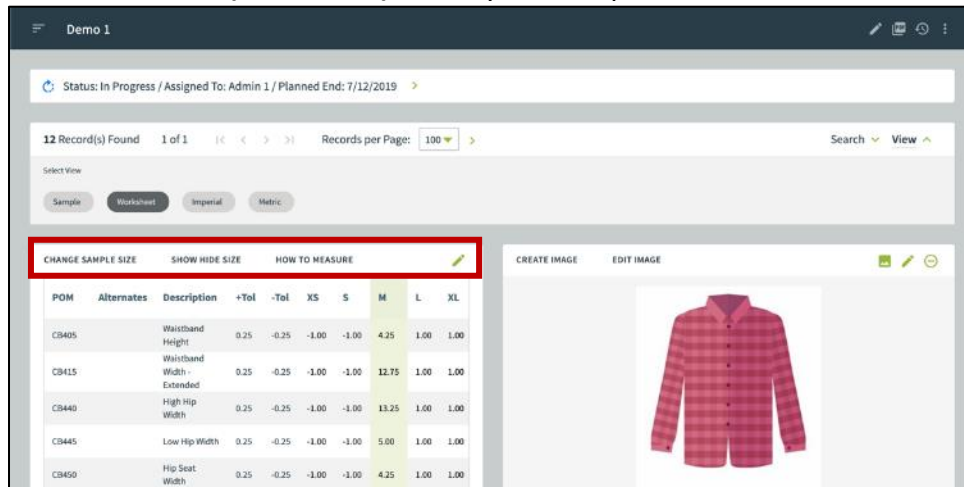 Demo 1
Status: In Progress / Assigned To: Admin 1 / Planned End: 7/12/2019
12 Record(s) Found 1 of 1 Records per Page: 100 Search View
Select View
Sample Worksheet Imperial Metric
CHANGE SAMPLE SIZE SHOW HIDE SIZE HOW TO MEASURE CREATE IMAGE EDIT IMAGE
POM Alternates Description +Tol -Tol XS S M L XL
CB405 Waistband Height 0.25 -0.25 -1.00 -1.00 4.25 1.00 1.00
CB415 Waistband Width - Extended 0.25 -0.25 -1.00 -1.00 12.75 1.00 1.00
CB440 High Hip Width 0.25 -0.25 -1.00 -1.00 13.25 1.00 1.00
CB445 Low Hip Width 0.25 -0.25 -1.00 -1.00 5.00 1.00 1.00
CB450 Hip Seat Width 0.25 -0.25 -1.00 -1.00 4.25 1.00 1.00